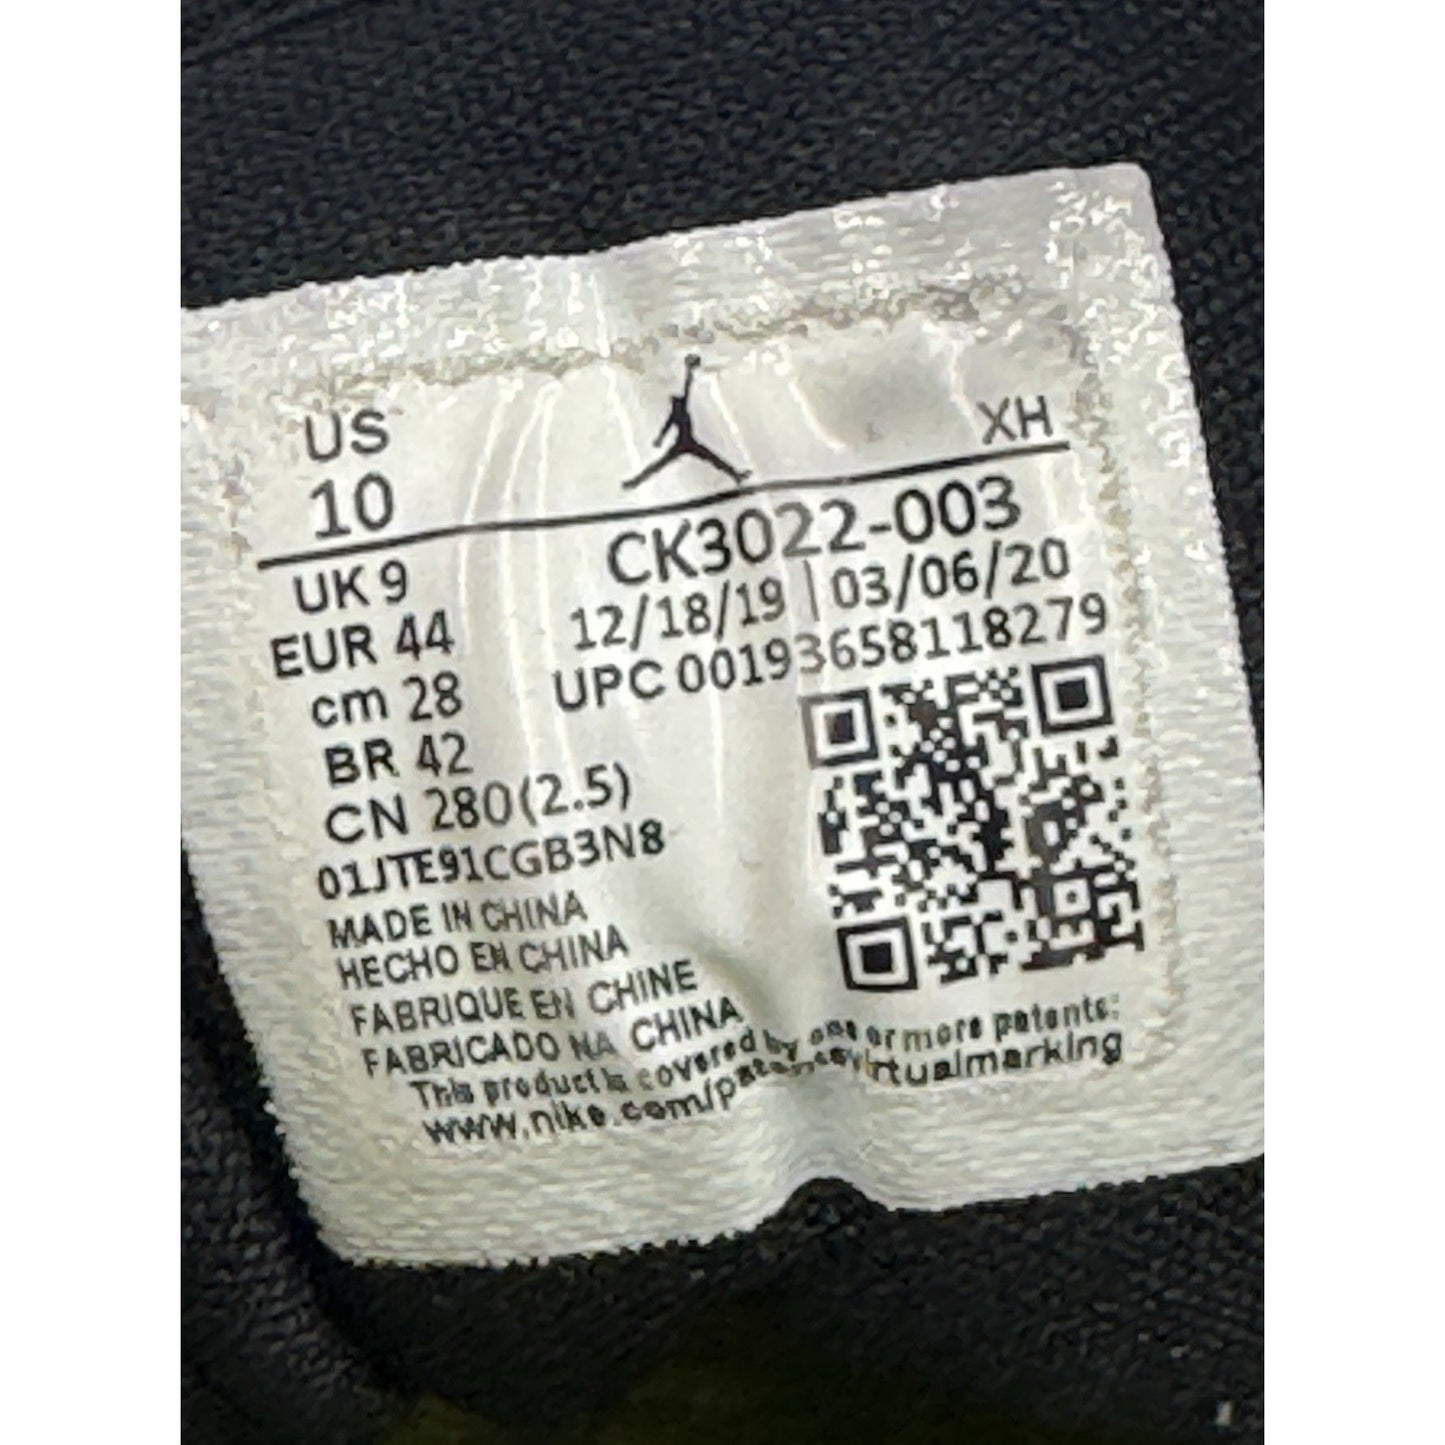 US
10
XH
UK 9
EUR 44
cm 28
BR 42
CN 280(2.5)
01JTE91CGB3N8
CK3022-003
12/18/19 | 03/06/20
UPC 00193658118279
MADE IN CHINA
HECHO EN CHINA
FABRIQUE EN CHINE
FABRICADO NA CHINA
This product is covered by one or more patents:
www.nike.com/patents/virtualmarking